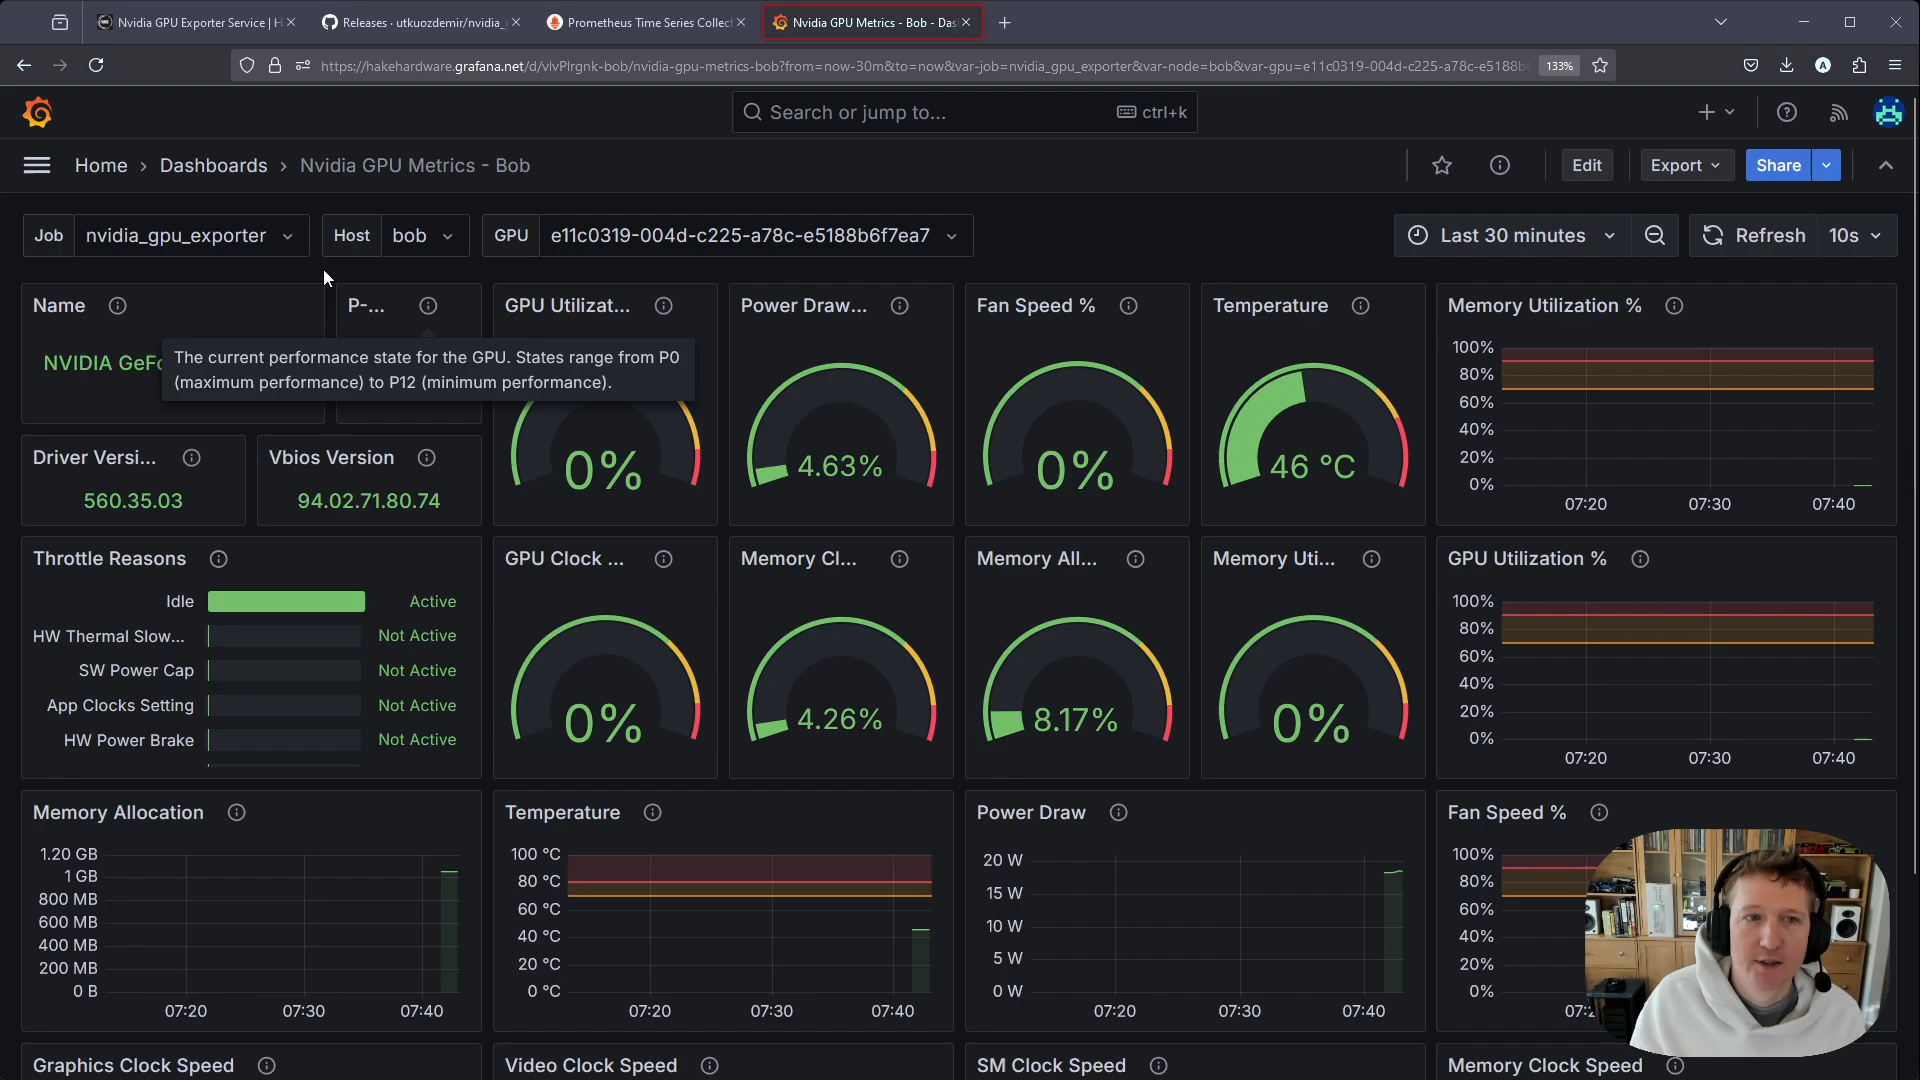 Nvidia GPU Exporter Service | H
Releases · utkuozdemir/nvidia_
Prometheus Time Series Collect
Nvidia GPU Metrics - Bob - Das
https://hakehardware.grafana.net/d/vlvPlrgnk-bob/nvidia-gpu-metrics-bob?from=now-30m&to=now&var-job=nvidia_gpu_exporter&var-node=bob&var-gpu=e11c0319-004d-c225-a78c-e5188b
133%
A
Search or jump to...
ctrl+k
Home
Dashboards
Nvidia GPU Metrics - Bob
Edit
Export
Share
Job
nvidia_gpu_exporter
Host
bob
GPU
e11c0319-004d-c225-a78c-e5188b6f7ea7
Last 30 minutes
Refresh
10s
Name
P-...
GPU Utilizat...
Power Draw...
Fan Speed %
Temperature
Memory Utilization %
NVIDIA GeFo
The current performance state for the GPU. States range from P0
(maximum performance) to P12 (minimum performance).
0%
4.63%
0%
46 °C
100%
80%
60%
40%
20%
0%
07:20
07:30
07:40
Driver Versi...
560.35.03
Vbios Version
94.02.71.80.74
Throttle Reasons
Idle
Active
HW Thermal Slow...
Not Active
SW Power Cap
Not Active
App Clocks Setting
Not Active
HW Power Brake
Not Active
GPU Clock ...
0%
Memory Cl...
4.26%
Memory All...
8.17%
Memory Uti...
0%
GPU Utilization %
100%
80%
60%
40%
20%
0%
07:20
07:30
07:40
Memory Allocation
1.20 GB
1 GB
800 MB
600 MB
400 MB
200 MB
0 B
07:20
07:30
07:40
Temperature
100 °C
80 °C
60 °C
40 °C
20 °C
0 °C
07:20
07:30
07:40
Power Draw
20 W
15 W
10 W
5 W
0 W
07:20
07:30
07:40
Fan Speed %
100%
80%
60%
40%
20%
0%
07:2
Graphics Clock Speed
Video Clock Speed
SM Clock Speed
Memory Clock Speed